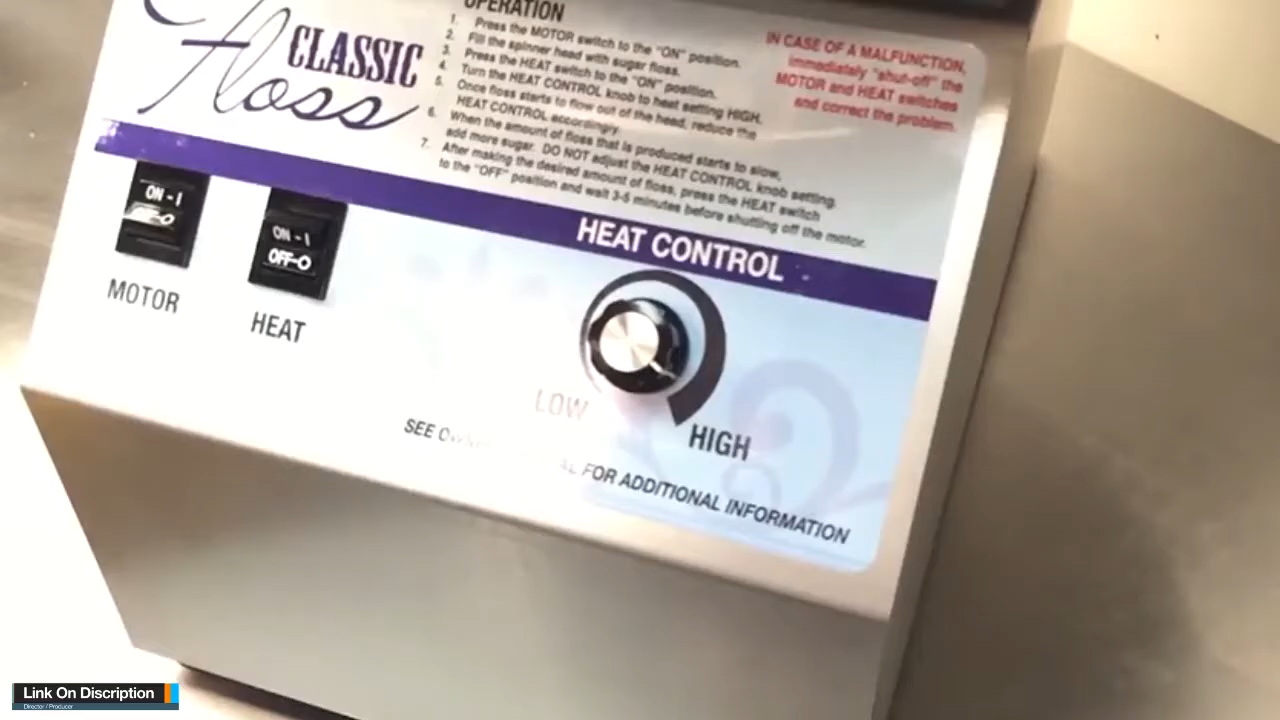 CLASSIC
Floss
OPERATION
1. Press the MOTOR switch to the "ON" position.
2. Fill the spinner head with sugar floss.
3. Press the HEAT switch to the "ON" position.
4. Turn the HEAT CONTROL knob to heat setting HIGH.
5. Once floss starts to flow out of the head, reduce the
HEAT CONTROL accordingly.
6. When the amount of floss that is produced starts to slow,
add more sugar. DO NOT adjust the HEAT CONTROL knob setting.
7. After making the desired amount of floss, press the HEAT switch
to the "OFF" position and wait 3-5 minutes before shutting off the motor.
IN CASE OF A MALFUNCTION,
immediately "shut-off" the
MOTOR and HEAT switches
and correct the problem.
HEAT CONTROL
ON - I
OFF-O
MOTOR
ON - I
OFF-O
HEAT
LOW
HIGH
SEE FOR ADDITIONAL INFORMATION
Link On Discription
Director / Producer